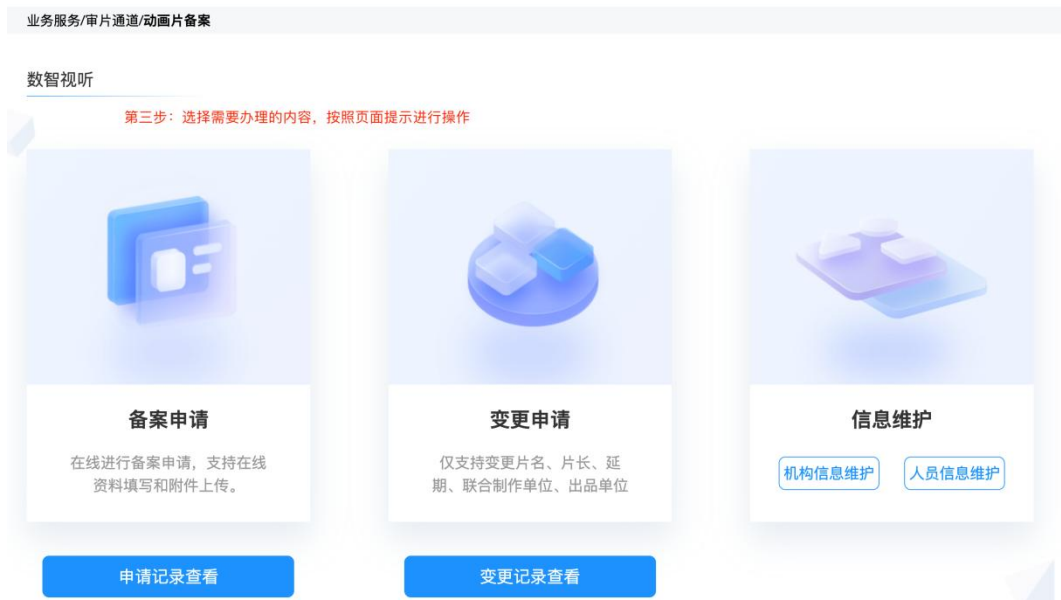 业务服务/审片通道/动画片备案
数智视听
第三步：选择需要办理的内容，按照页面提示进行操作
备案申请
在线进行备案申请，支持在线
资料填写和附件上传。
申请记录查看
变更申请
仅支持变更片名、片长、延
期、联合制作单位、出品单位
变更记录查看
信息维护
机构信息维护
人员信息维护